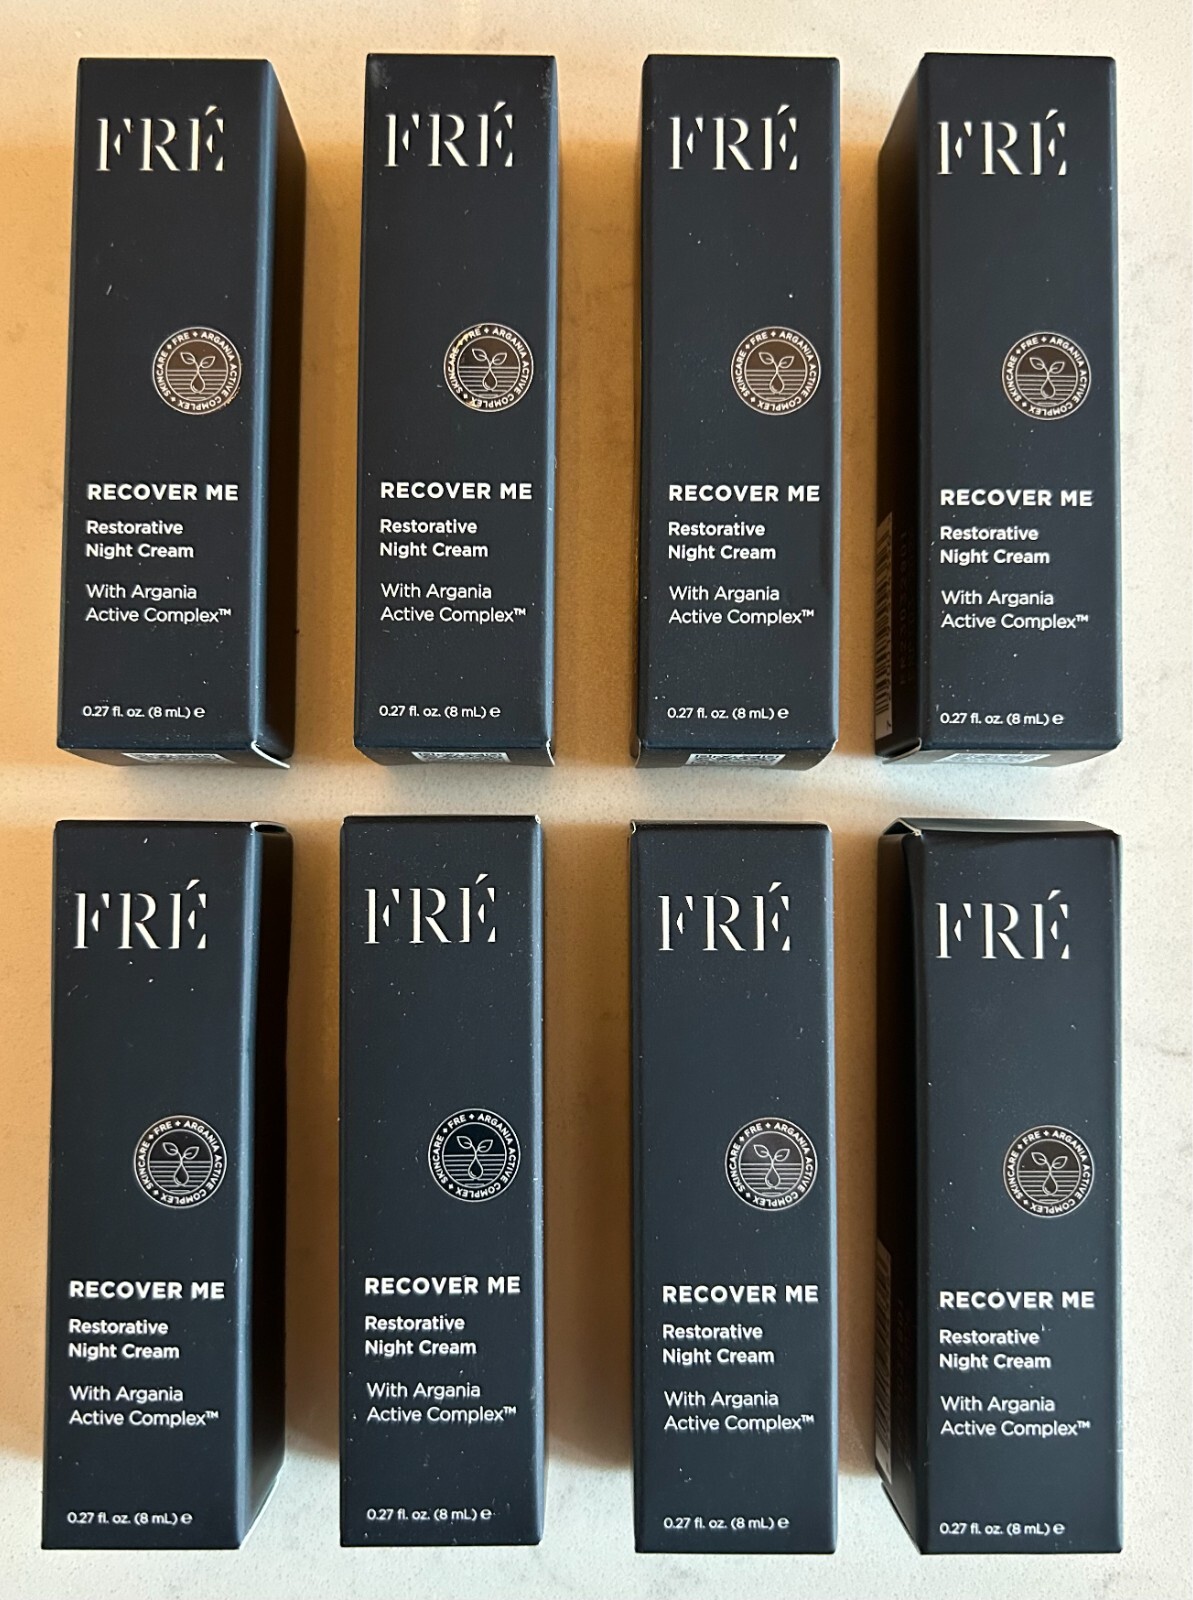 FRÉ
SKINCARE + FRE + ARGANIA ACTIVE COMPLEX +
RECOVER ME
Restorative
Night Cream
With Argania
Active Complex™
0.27 fl. oz. (8 mL) ℮
FRÉ
SKINCARE + FRE + ARGANIA ACTIVE COMPLEX +
RECOVER ME
Restorative
Night Cream
With Argania
Active Complex™
0.27 fl. oz. (8 mL) ℮
FRÉ
SKINCARE + FRE + ARGANIA ACTIVE COMPLEX +
RECOVER ME
Restorative
Night Cream
With Argania
Active Complex™
0.27 fl. oz. (8 mL) ℮
FRÉ
SKINCARE + FRE + ARGANIA ACTIVE COMPLEX +
RECOVER ME
Restorative
Night Cream
With Argania
Active Complex™
0.27 fl. oz. (8 mL) ℮
FRÉ
SKINCARE + FRE + ARGANIA ACTIVE COMPLEX +
RECOVER ME
Restorative
Night Cream
With Argania
Active Complex™
0.27 fl. oz. (8 mL) ℮
FRÉ
SKINCARE + FRE + ARGANIA ACTIVE COMPLEX +
RECOVER ME
Restorative
Night Cream
With Argania
Active Complex™
0.27 fl. oz. (8 mL) ℮
FRÉ
SKINCARE + FRE + ARGANIA ACTIVE COMPLEX +
RECOVER ME
Restorative
Night Cream
With Argania
Active Complex™
0.27 fl. oz. (8 mL) ℮
FRÉ
SKINCARE + FRE + ARGANIA ACTIVE COMPLEX +
RECOVER ME
Restorative
Night Cream
With Argania
Active Complex™
0.27 fl. oz. (8 mL) ℮